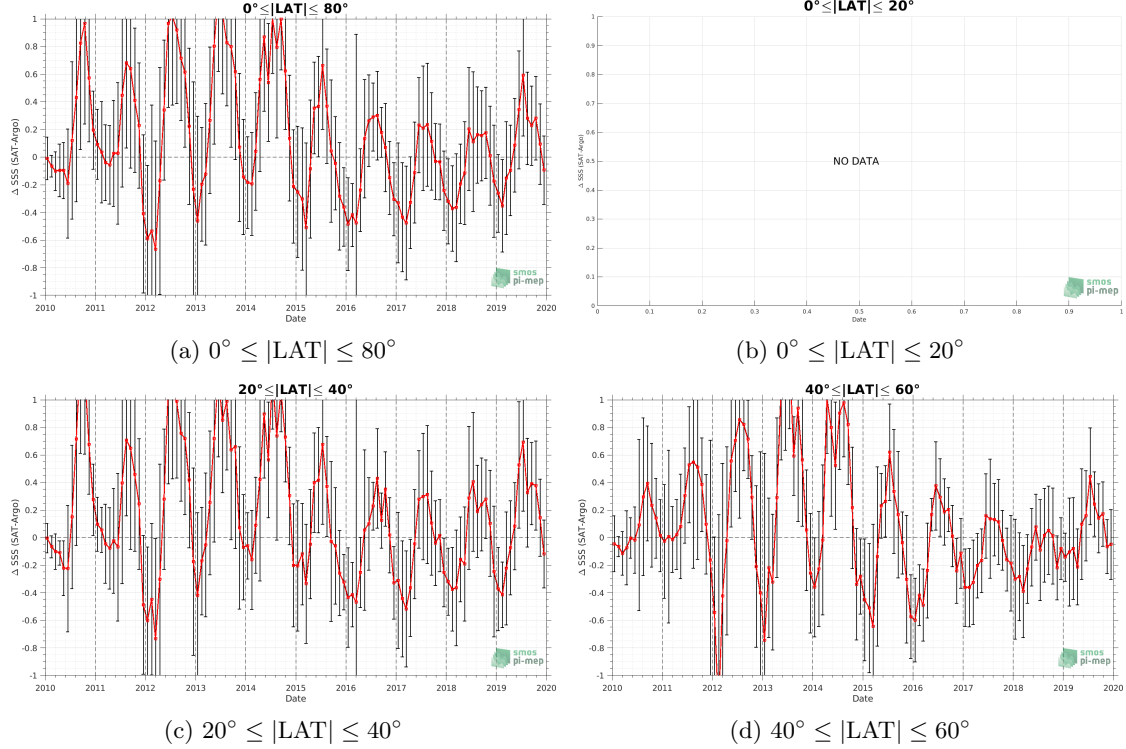 0°≤|LAT|≤ 80°
1
0.8
0.6
0.4
0.2
0
-0.2
-0.4
-0.6
-0.8
-1
Δ SSS (SAT-Argo)
2010 2011 2012 2013 2014 2015 2016 2017 2018 2019 2020
Date
smos
pi-mep
(a) 0° ≤ |LAT| ≤ 80°
0°≤|LAT|≤ 20°
1
0.9
0.8
0.7
0.6
0.5
0.4
0.3
0.2
0.1
0
Δ SSS (SAT-Argo)
NO DATA
0 0.1 0.2 0.3 0.4 0.5 0.6 0.7 0.8 0.9 1
Date
smos
pi-mep
(b) 0° ≤ |LAT| ≤ 20°
20°≤|LAT|≤ 40°
1
0.8
0.6
0.4
0.2
0
-0.2
-0.4
-0.6
-0.8
-1
Δ SSS (SAT-Argo)
2010 2011 2012 2013 2014 2015 2016 2017 2018 2019 2020
Date
smos
pi-mep
(c) 20° ≤ |LAT| ≤ 40°
40°≤|LAT|≤ 60°
1
0.8
0.6
0.4
0.2
0
-0.2
-0.4
-0.6
-0.8
-1
Δ SSS (SAT-Argo)
2010 2011 2012 2013 2014 2015 2016 2017 2018 2019 2020
Date
smos
pi-mep
(d) 40° ≤ |LAT| ≤ 60°